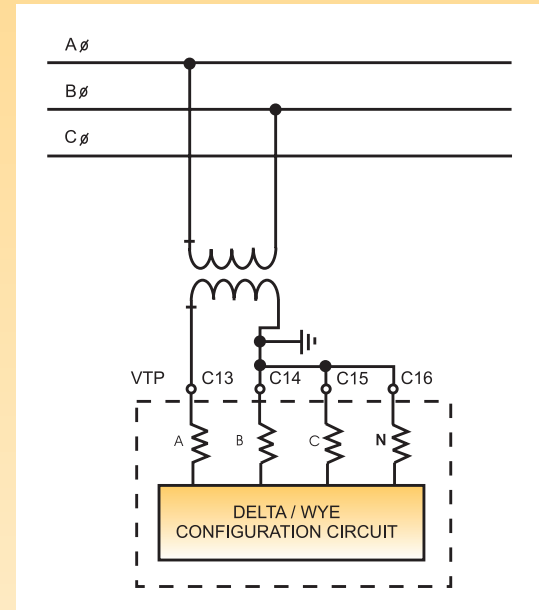 A ø
B ø
C ø
VTP C13 C14 C15 C16
A B C N
DELTA / WYE
CONFIGURATION CIRCUIT